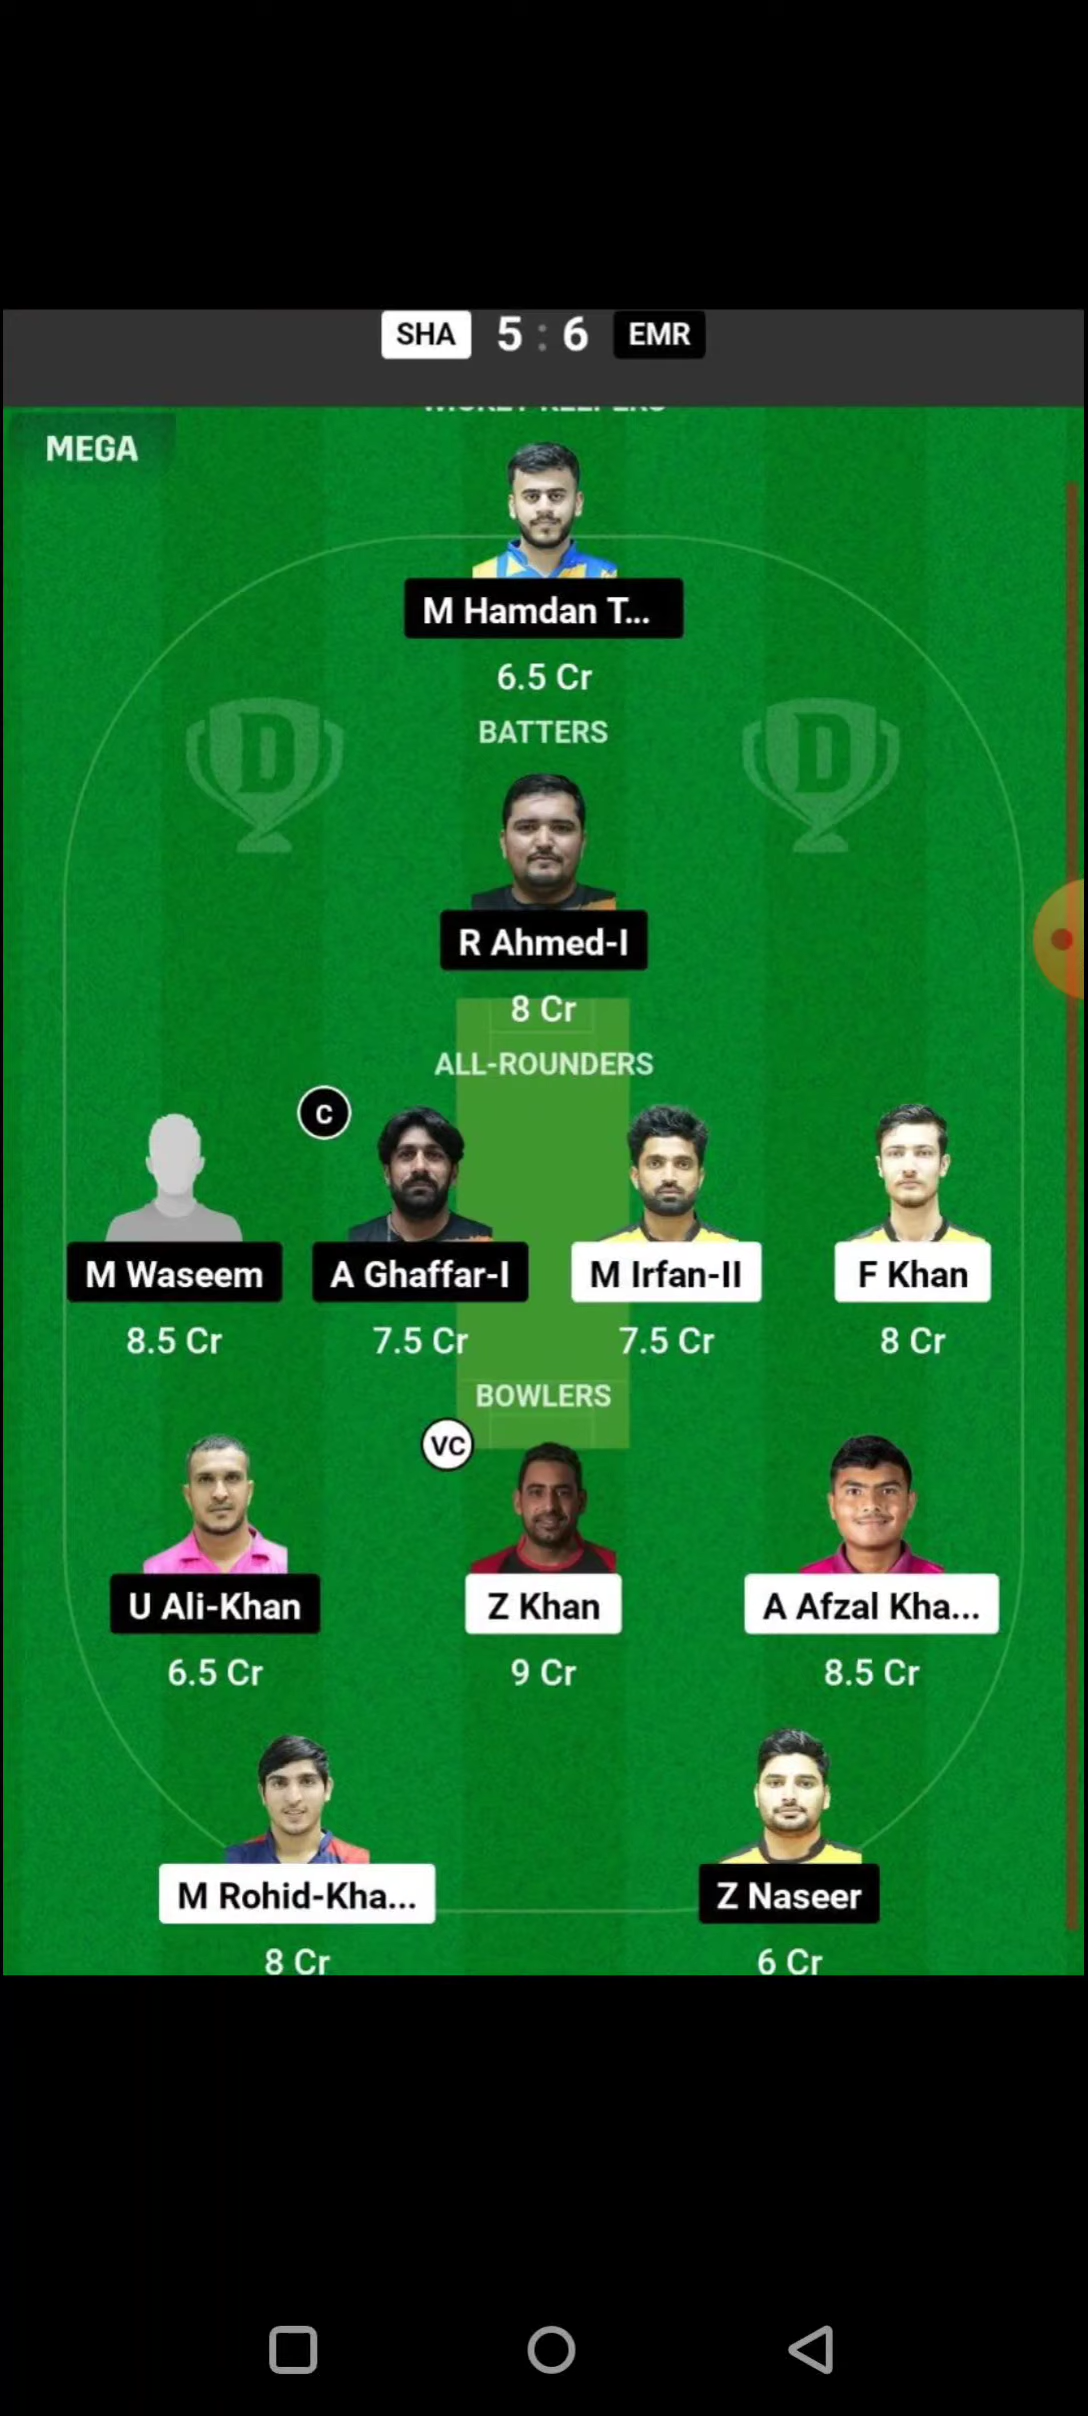 SHA 5 : 6 EMR
WICKET-KEEPERS
MEGA
M Hamdan T...
6.5 Cr
BATTERS
D D
R Ahmed-I
8 Cr
ALL-ROUNDERS
C
M Waseem A Ghaffar-I M Irfan-II F Khan
8.5 Cr 7.5 Cr 7.5 Cr 8 Cr
BOWLERS
VC
U Ali-Khan Z Khan A Afzal Kha...
6.5 Cr 9 Cr 8.5 Cr
M Rohid-Kha... Z Naseer
8 Cr 6 Cr